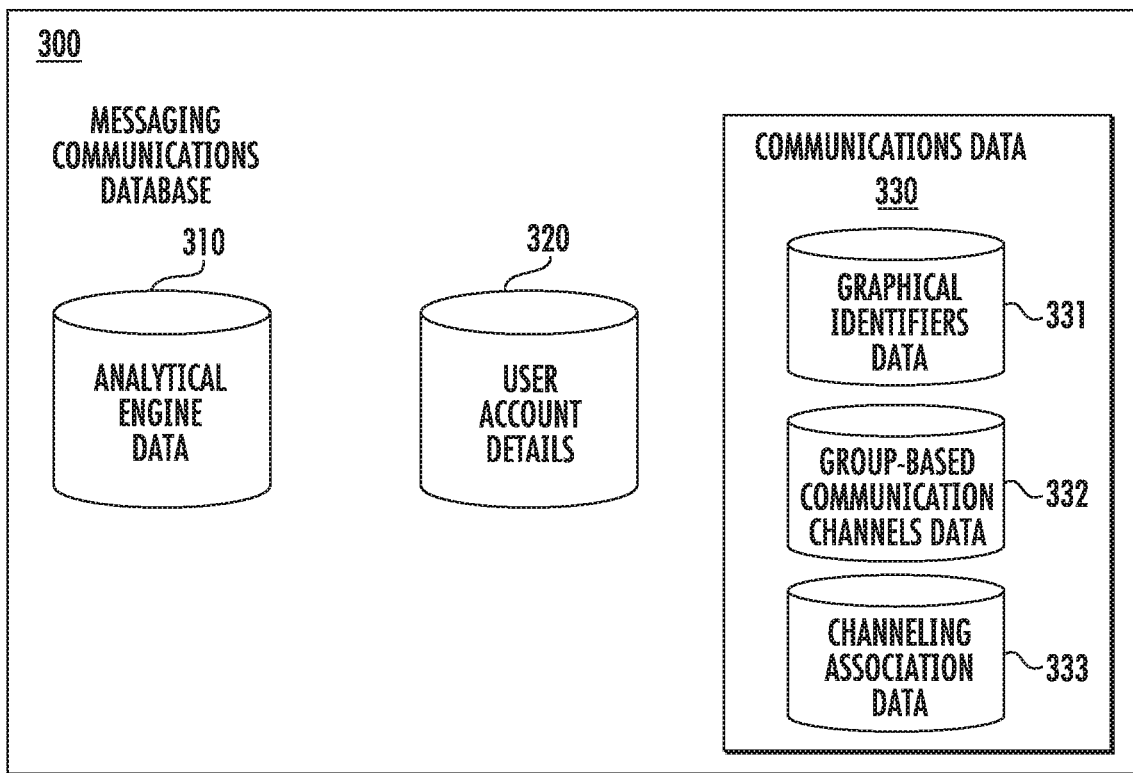 300
MESSAGING
COMMUNICATIONS
DATABASE
310
ANALYTICAL
ENGINE
DATA
320
USER
ACCOUNT
DETAILS
COMMUNICATIONS DATA
330
GRAPHICAL
IDENTIFIERS
DATA
331
GROUP-BASED
COMMUNICATION
CHANNELS DATA
332
CHANNELING
ASSOCIATION
DATA
333